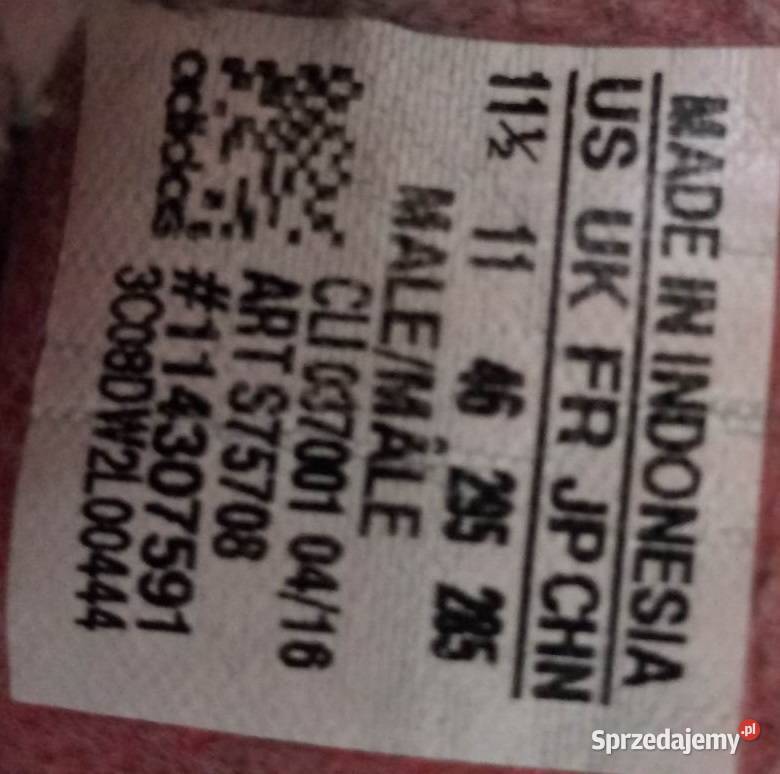 MADE IN INDONESIA
US UK FR JP CHN
11½ 11 46 295 285
MALE/MÂLE
CLI 037001 04/16
ART S75708
#114307591
3C08DW2L00444
adidas
Sprzedajemy.pl